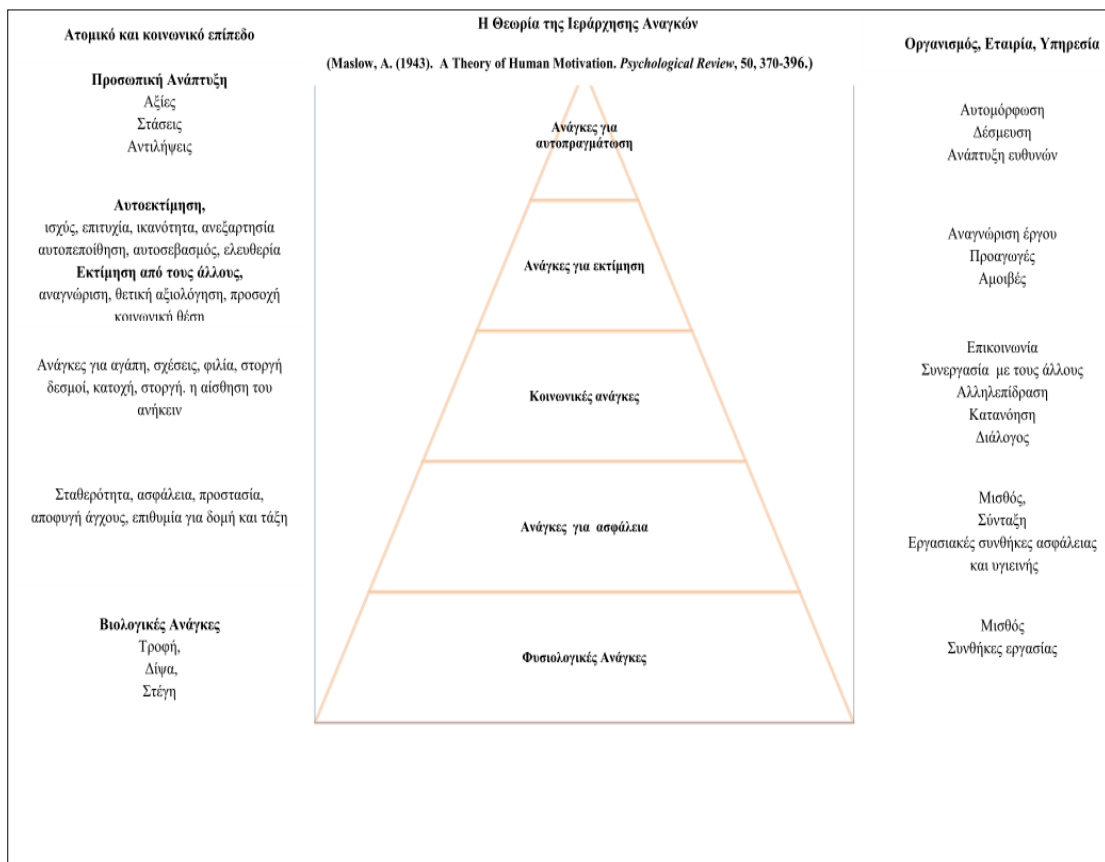 Η Θεωρία της Ιεράρχησης Αναγκών
(Maslow, A. (1943). A Theory of Human Motivation. Psychological Review, 50, 370-396.)
Ατομικό και κοινωνικό επίπεδο
Προσωπική Ανάπτυξη
Αξίες
Στάσεις
Αντιλήψεις
Αυτοεκτίμηση,
ισχύς, επιτυχία, ικανότητα, ανεξαρτησία
αυτοπεποίθηση, αυτοσεβασμός, ελευθερία
Εκτίμηση από τους άλλους,
αναγνώριση, θετική αξιολόγηση, προσοχή
κοινωνική θέση
Ανάγκες για αγάπη, σχέσεις, φιλία, στοργή
δεσμοί, κατοχή, στοργή. η αίσθηση του
ανήκειν
Σταθερότητα, ασφάλεια, προστασία,
αποφυγή άγχους, επιθυμία για δομή και τάξη
Βιολογικές Ανάγκες
Τροφή,
Δίψα,
Στέγη
Ανάγκες για
αυτοπραγμάτωση
Ανάγκες για εκτίμηση
Κοινωνικές ανάγκες
Ανάγκες για ασφάλεια
Φυσιολογικές Ανάγκες
Οργανισμός, Εταιρία, Υπηρεσία
Αυτομόρφωση
Δέσμευση
Ανάπτυξη ευθυνών
Αναγνώριση έργου
Προαγωγές
Αμοιβές
Επικοινωνία
Συνεργασία με τους άλλους
Αλληλεπίδραση
Κατανόηση
Διάλογος
Μισθός,
Σύνταξη
Εργασιακές συνθήκες ασφάλειας
και υγιεινής
Μισθός
Συνθήκες εργασίας